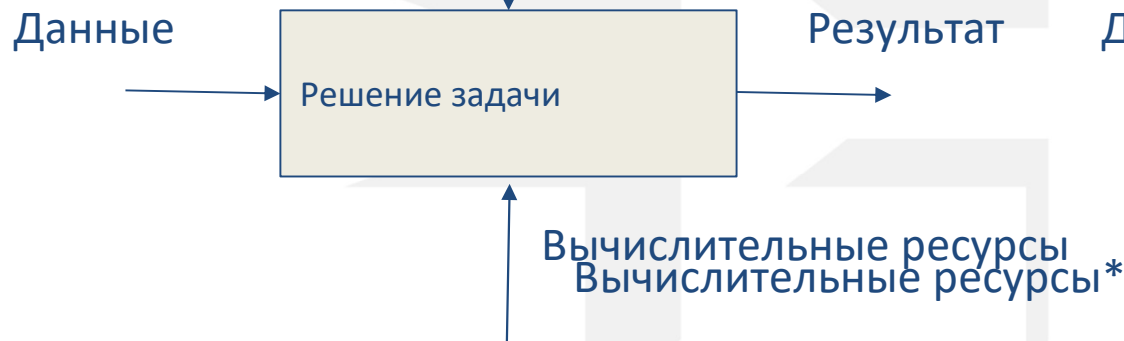 Данные
Результат
Решение задачи
Вычислительные ресурсы
Вычислительные ресурсы*